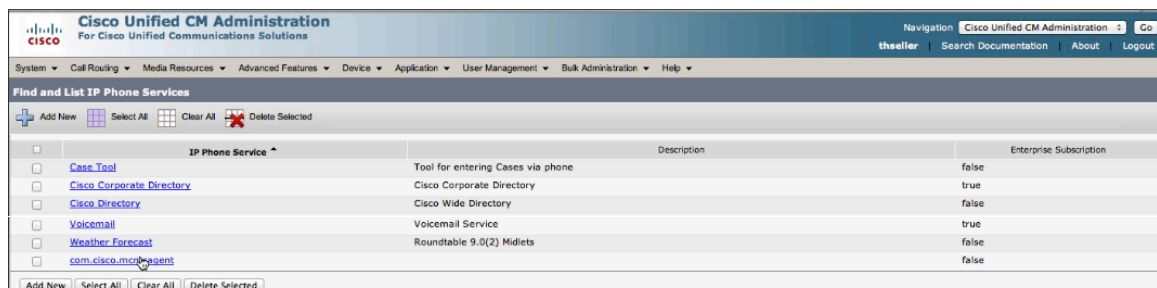 CISCO
Cisco Unified CM Administration
For Cisco Unified Communications Solutions
Navigation Cisco Unified CM Administration Go
thseller | Search Documentation | About | Logout
System Call Routing Media Resources Advanced Features Device Application User Management Bulk Administration Help
Find and List IP Phone Services
Add New Select All Clear All Delete Selected
IP Phone Service Description Enterprise Subscription
Case Tool Tool for entering Cases via phone false
Cisco Corporate Directory Cisco Corporate Directory true
Cisco Directory Cisco Wide Directory false
Voicemail Voicemail Service true
Weather Forecast Roundtable 9.0(2) Midlets false
false
Add New Select All Clear All Delete Selected